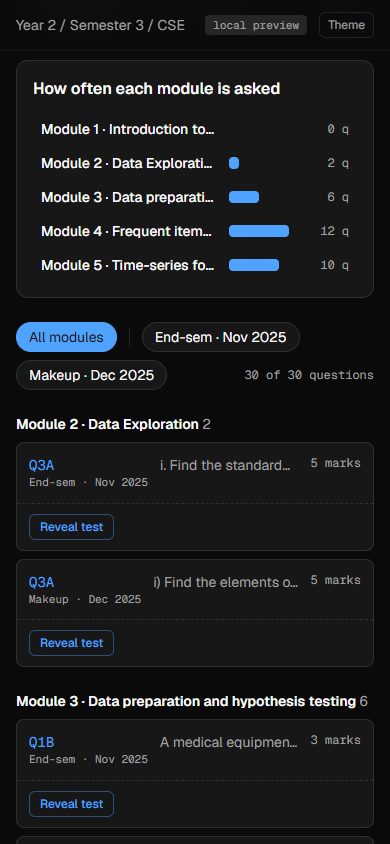 Year 2 / Semester 3 / CSE local preview Theme
How often each module is asked
Module 1 · Introduction to... 0 q
Module 2 · Data Explorati... 2 q
Module 3 · Data preparati... 6 q
Module 4 · Frequent item... 12 q
Module 5 · Time-series fo... 10 q
All modules End-sem · Nov 2025
Makeup · Dec 2025 30 of 30 questions
Module 2 · Data Exploration 2
Q3A i. Find the standard... 5 marks
End-sem · Nov 2025
Reveal test
Q3A i) Find the elements o... 5 marks
Makeup · Dec 2025
Reveal test
Module 3 · Data preparation and hypothesis testing 6
Q1B A medical equipmen... 3 marks
End-sem · Nov 2025
Reveal test